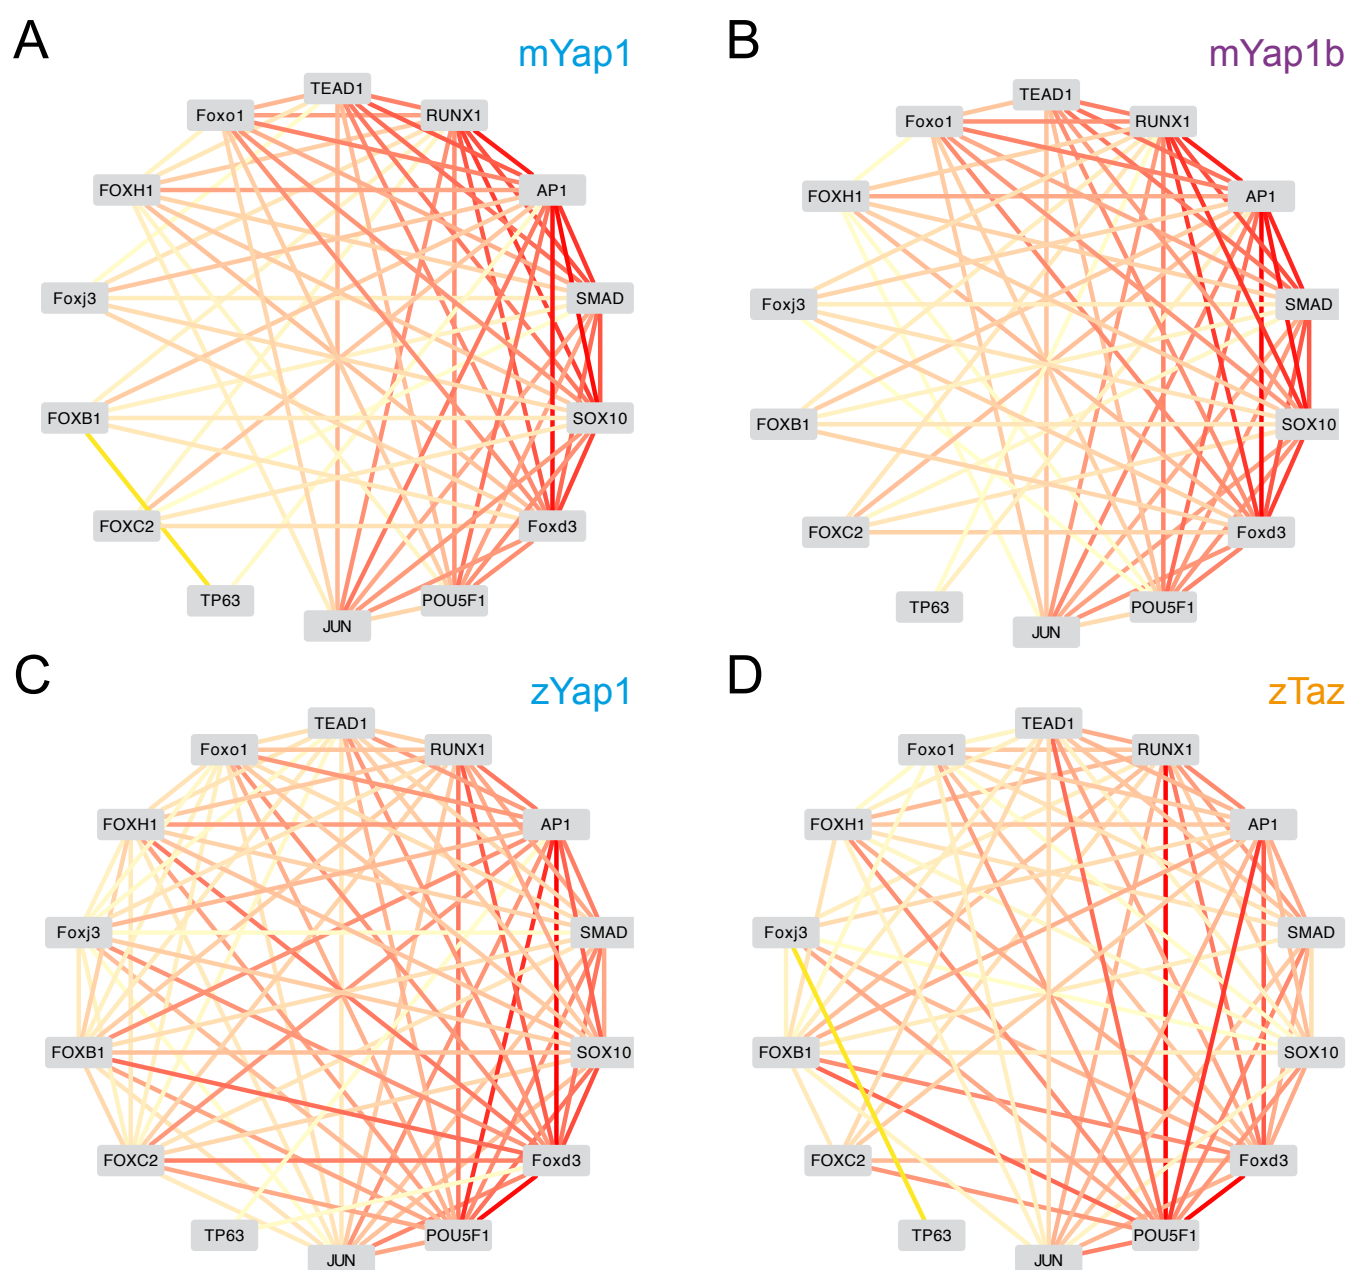 A
mYap1
TEAD1
Foxo1
RUNX1
FOXH1
AP1
Foxj3
SMAD
FOXB1
SOX10
FOXC2
Foxd3
TP63
POU5F1
JUN
B
mYap1b
TEAD1
Foxo1
RUNX1
FOXH1
AP1
Foxj3
SMAD
FOXB1
SOX10
FOXC2
Foxd3
TP63
POU5F1
JUN
C
zYap1
TEAD1
Foxo1
RUNX1
FOXH1
AP1
Foxj3
SMAD
FOXB1
SOX10
FOXC2
Foxd3
TP63
POU5F1
JUN
D
zTaz
TEAD1
Foxo1
RUNX1
FOXH1
AP1
Foxj3
SMAD
FOXB1
SOX10
FOXC2
Foxd3
TP63
POU5F1
JUN